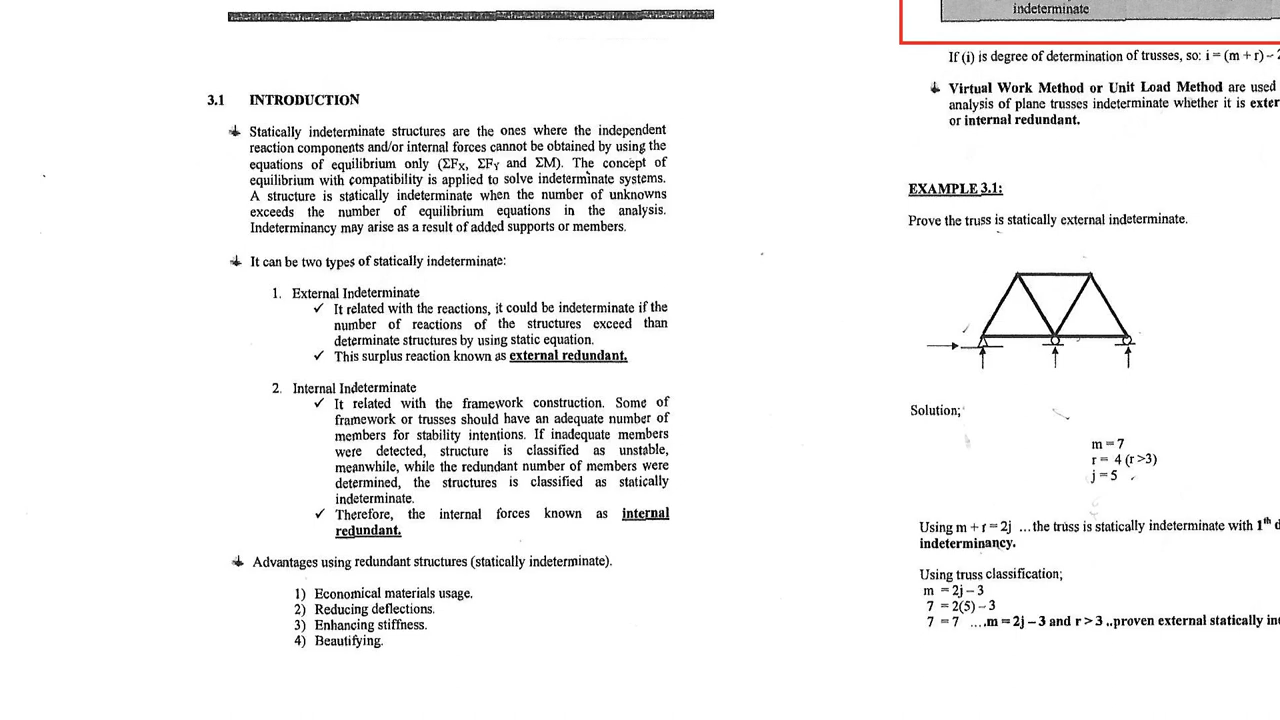 3.1 INTRODUCTION
Statically indeterminate structures are the ones where the independent
reaction components and/or internal forces cannot be obtained by using the
equations of equilibrium only (ΣFX, ΣFY and ΣM). The concept of
equilibrium with compatibility is applied to solve indeterminate systems.
A structure is statically indeterminate when the number of unknowns
exceeds the number of equilibrium equations in the analysis.
Indeterminancy may arise as a result of added supports or members.
It can be two types of statically indeterminate:
1. External Indeterminate
✓ It related with the reactions, it could be indeterminate if the
number of reactions of the structures exceed than
determinate structures by using static equation.
✓ This surplus reaction known as external redundant.
2. Internal Indeterminate
✓ It related with the framework construction. Some of
framework or trusses should have an adequate number of
members for stability intentions. If inadequate members
were detected, structure is classified as unstable,
meanwhile, while the redundant number of members were
determined, the structures is classified as statically
indeterminate.
✓ Therefore, the internal forces known as internal
redundant.
Advantages using redundant structures (statically indeterminate).
1) Economical materials usage.
2) Reducing deflections.
3) Enhancing stiffness.
4) Beautifying.
indeterminate
If (i) is degree of determination of trusses, so: i = (m + r) –
Virtual Work Method or Unit Load Method are used
analysis of plane trusses indeterminate whether it is
or internal redundant.
EXAMPLE 3.1:
Prove the truss is statically external indeterminate.
Solution;
m = 7
r = 4 (r >3)
j = 5
Using m + r = 2j ...the truss is statically indeterminate with 1th
indeterminancy.
Using truss classification;
m = 2j – 3
7 = 2(5) – 3
7 = 7 ....m = 2j – 3 and r > 3 ..proven external statically